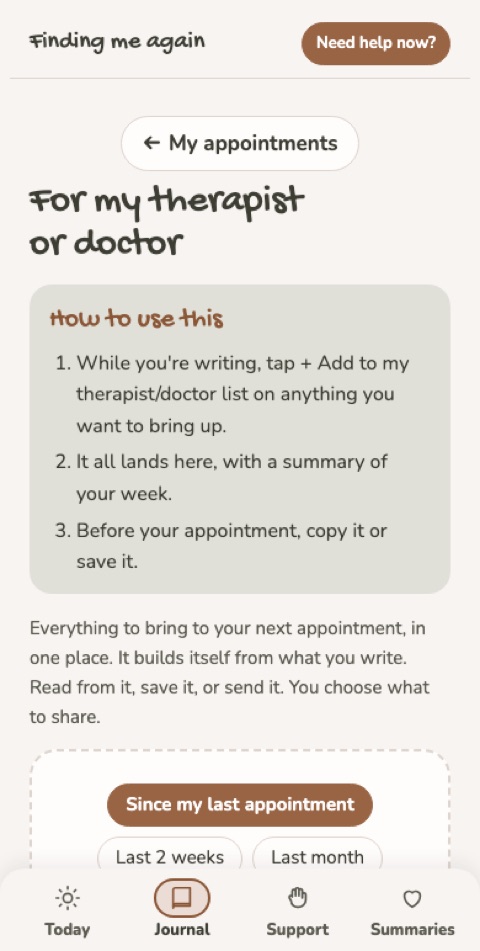 Finding me again
Need help now?
← My appointments
For my therapist
or doctor
How to use this
1. While you're writing, tap + Add to my
therapist/doctor list on anything you
want to bring up.
2. It all lands here, with a summary of
your week.
3. Before your appointment, copy it or
save it.
Everything to bring to your next appointment, in
one place. It builds itself from what you write.
Read from it, save it, or send it. You choose what
to share.
Since my last appointment
Last 2 weeks
Last month
Today
Journal
Support
Summaries